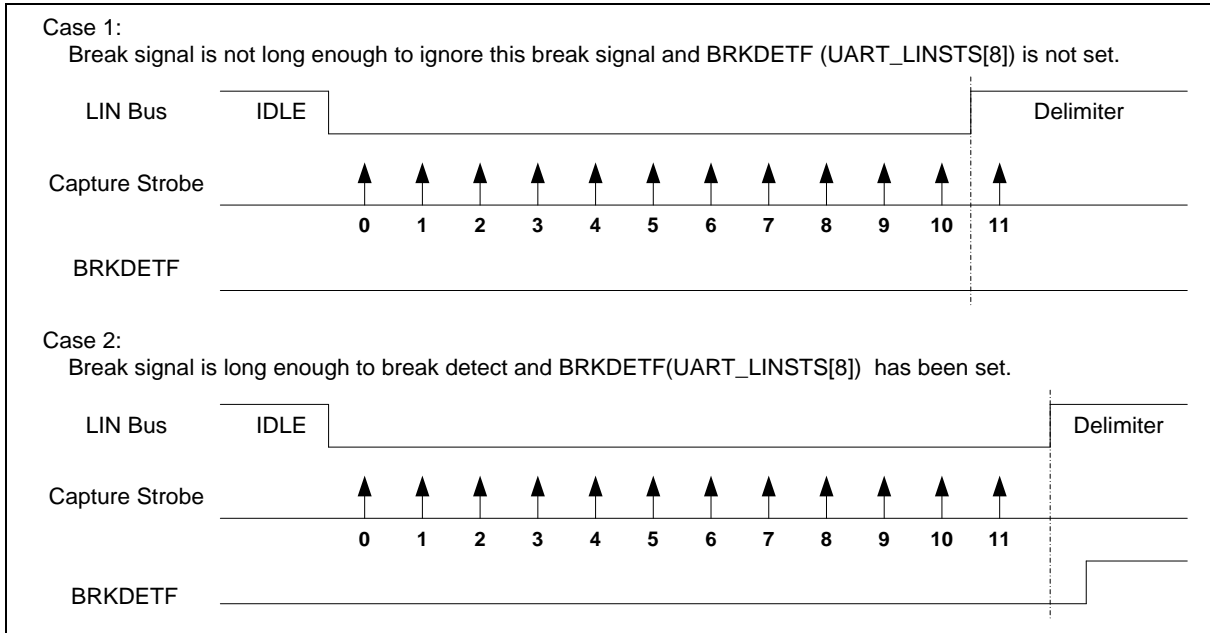 Case 1:
Break signal is not long enough to ignore this break signal and BRKDETF (UART_LINSTS[8]) is not set.
LIN Bus IDLE Delimiter
Capture Strobe
0 1 2 3 4 5 6 7 8 9 10 11
BRKDETF
Case 2:
Break signal is long enough to break detect and BRKDETF(UART_LINSTS[8]) has been set.
LIN Bus IDLE Delimiter
Capture Strobe
0 1 2 3 4 5 6 7 8 9 10 11
BRKDETF